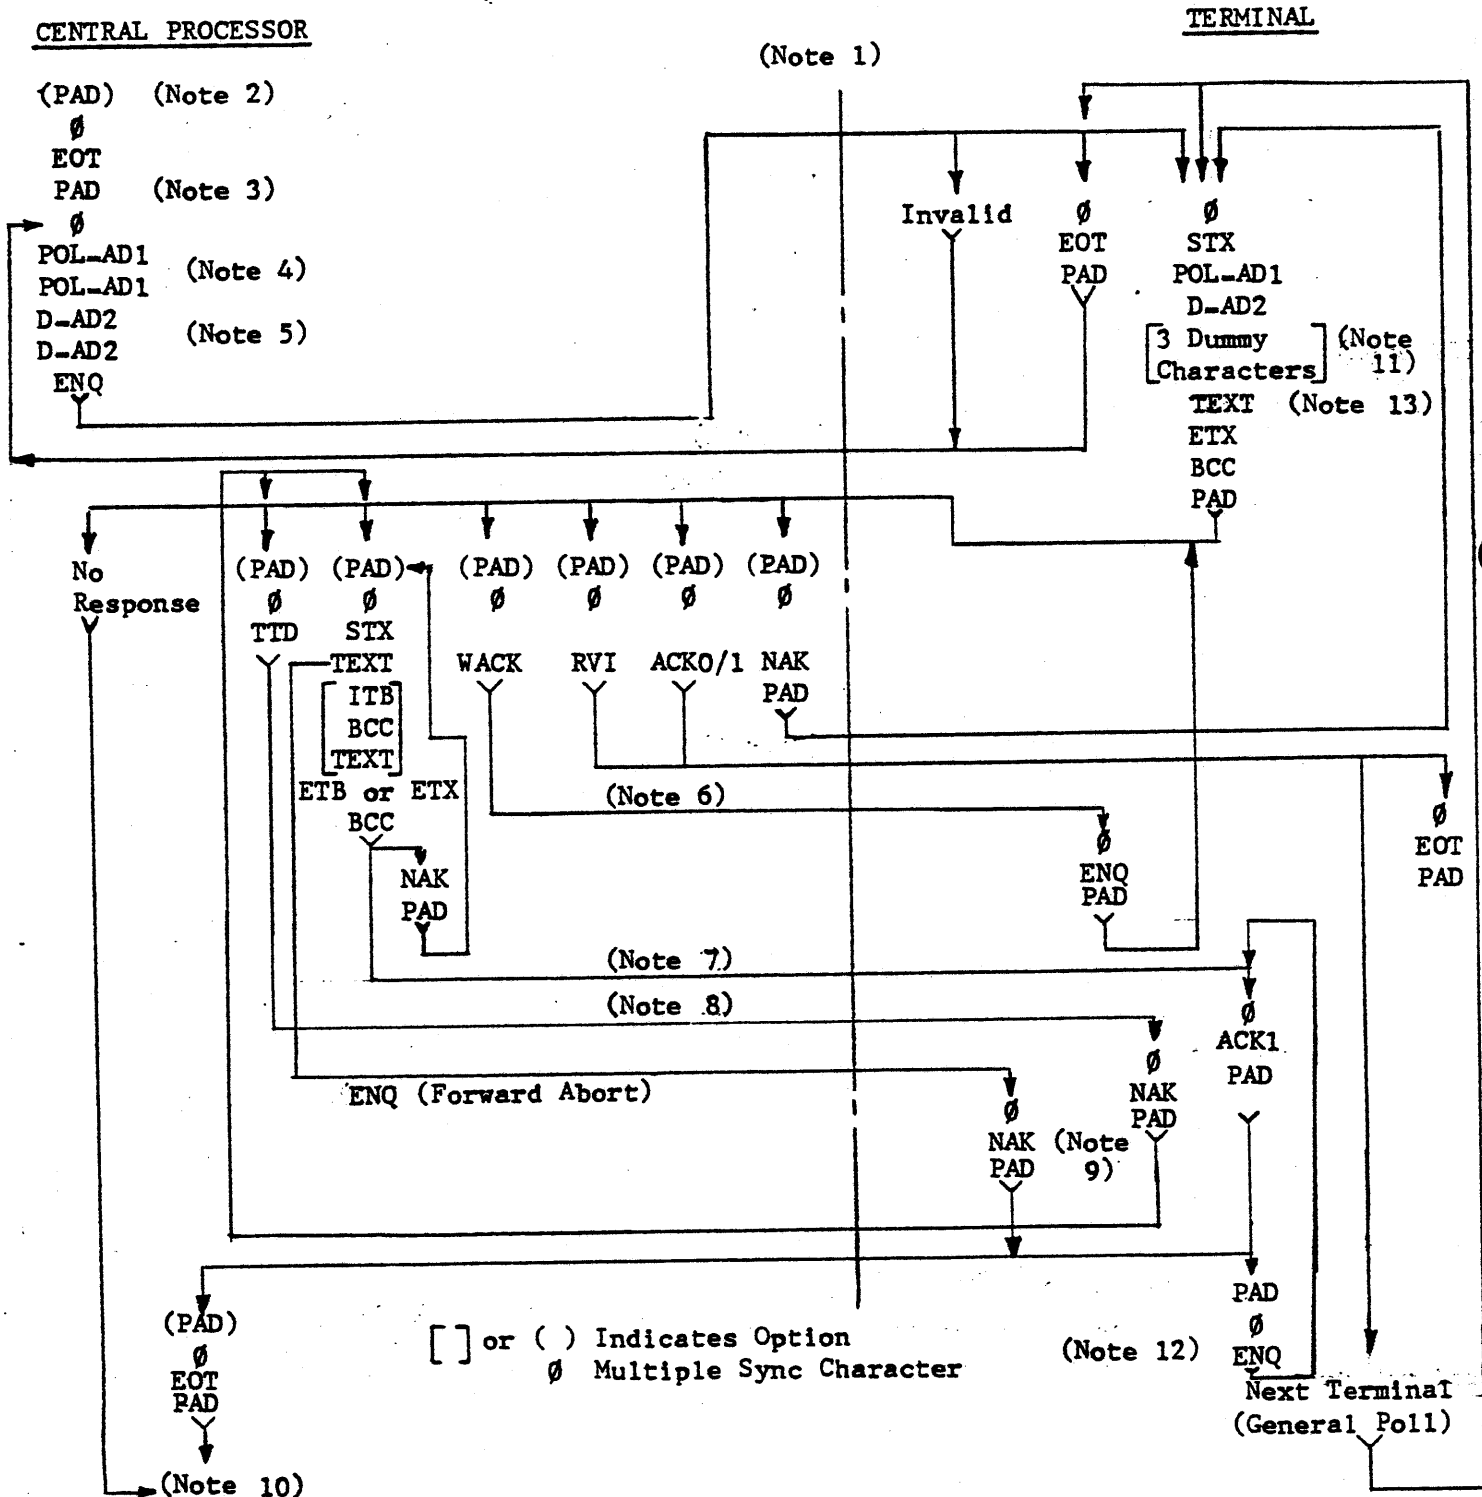 CENTRAL PROCESSOR
TERMINAL
(Note 1)
(PAD) (Note 2)
Ø
EOT
PAD (Note 3)
Ø
POL-AD1
POL-AD1
(Note 4)
D-AD2
D-AD2
(Note 5)
ENQ
Invalid
Ø
EOT
PAD
Ø
STX
POL-AD1
D-AD2
[3 Dummy
Characters]
(Note
11)
TEXT (Note 13)
ETX
BCC
PAD
No
Response
(PAD)
Ø
TTD
(PAD)
Ø
STX
TEXT
[ITB
BCC
TEXT]
ETB or ETX
BCC
NAK
PAD
(PAD)
Ø
WACK
(PAD)
Ø
RVI
(PAD)
Ø
ACK0/1
(PAD)
Ø
NAK
PAD
(Note 6)
Ø
ENQ
PAD
Ø
EOT
PAD
(Note 7)
(Note 8)
Ø
ACK1
PAD
Ø
NAK
PAD
ENQ (Forward Abort)
Ø
NAK
PAD
(Note
9)
(PAD)
Ø
EOT
PAD
(Note 10)
[ ] or ( ) Indicates Option
Ø Multiple Sync Character
(Note 12)
PAD
Ø
ENQ
Next Terminal
(General Poll)